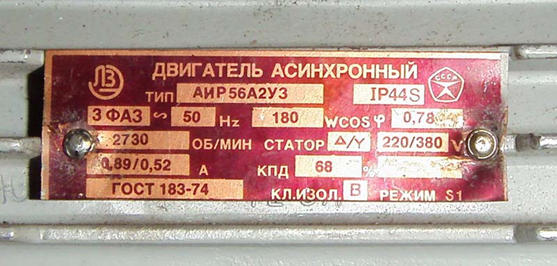 ЛВЗ ДВИГАТЕЛЬ АСИНХРОННЫЙ СССР
ТИП АИР56А2У3 IP44S
3 ФАЗ ~ 50 Hz 180 W COS φ 0,78
2730 ОБ/МИН СТАТОР Δ/Y 220/380 V
0,89/0,52 А КПД 68 %
ГОСТ 183-74 КЛ.ИЗОЛ. В РЕЖИМ S1